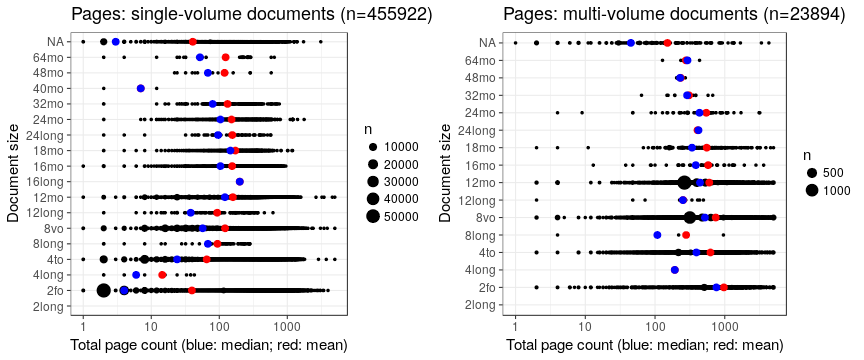 Pages: single-volume documents (n=455922)
NA
64mo
48mo
40mo
32mo
24mo
24long
18mo
16mo
16long
12mo
12long
8vo
8long
4to
4long
2fo
2long
Document size
1
10
100
1000
Total page count (blue: median; red: mean)
n
10000
20000
30000
40000
50000
Pages: multi-volume documents (n=23894)
NA
64mo
48mo
32mo
24mo
24long
18mo
16mo
12mo
12long
8vo
8long
4to
4long
2fo
2long
Document size
1
10
100
1000
Total page count (blue: median; red: mean)
n
500
1000